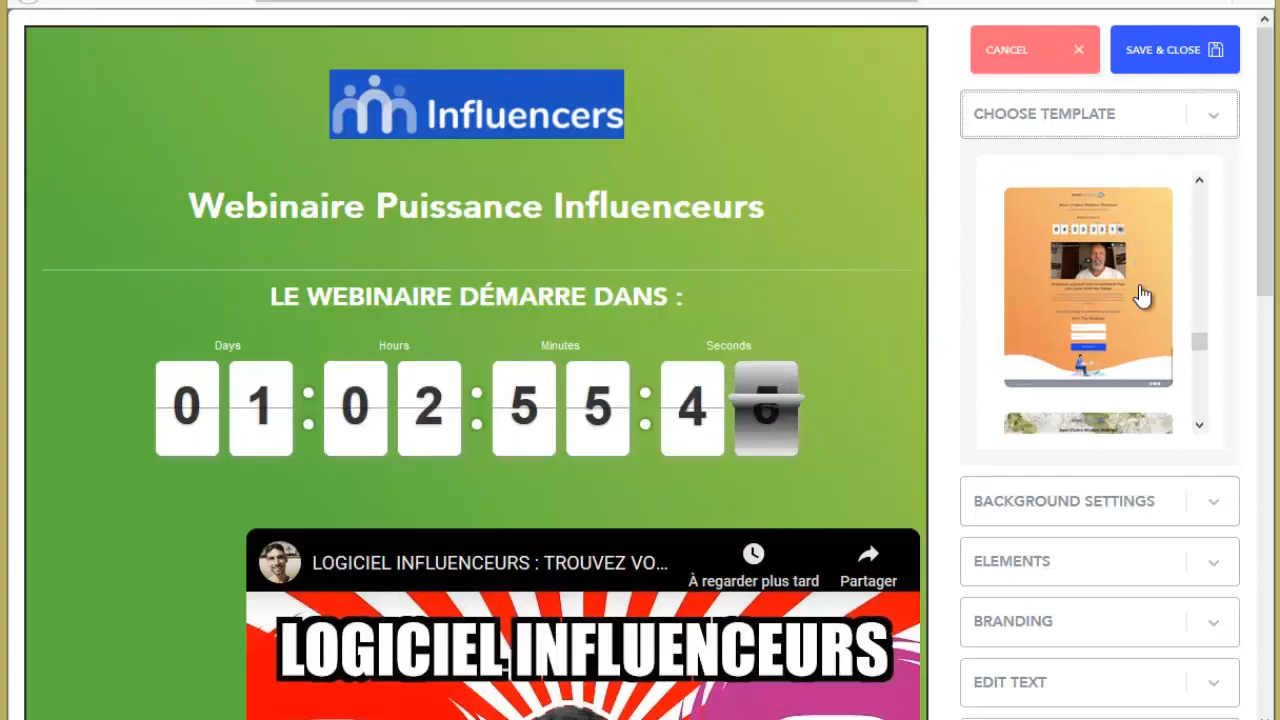 CANCEL ×
SAVE & CLOSE
CHOOSE TEMPLATE
Influencers
Webinaire Puissance Influenceurs
LE WEBINAIRE DÉMARRE DANS :
Days Hours Minutes Seconds
0 1 : 0 2 : 5 5 : 4
BACKGROUND SETTINGS
LOGICIEL INFLUENCEURS : TROUVEZ VO...
À regarder plus tard
Partager
ELEMENTS
BRANDING
LOGICIEL INFLUENCEURS
EDIT TEXT